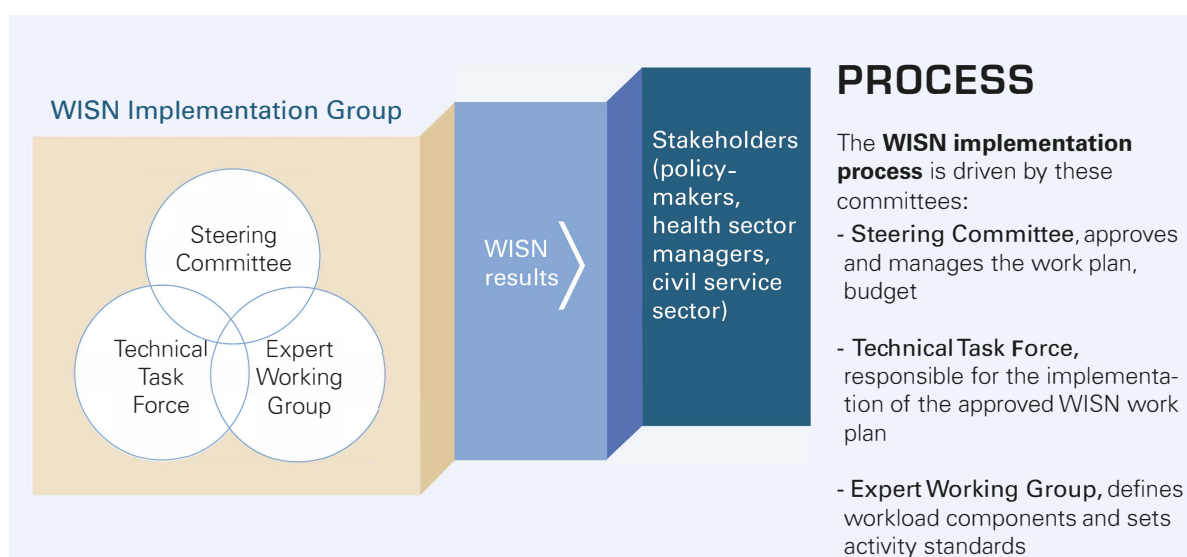 WISN Implementation Group
Steering
Committee
Technical
Task
Force
Expert
Working
Group
WISN
results
Stakeholders
(policy-
makers,
health sector
managers,
civil service
sector)
PROCESS
The WISN implementation
process is driven by these
committees:
- Steering Committee, approves
and manages the work plan,
budget
- Technical Task Force,
responsible for the implementa-
tion of the approved WISN work
plan
- Expert Working Group, defines
workload components and sets
activity standards